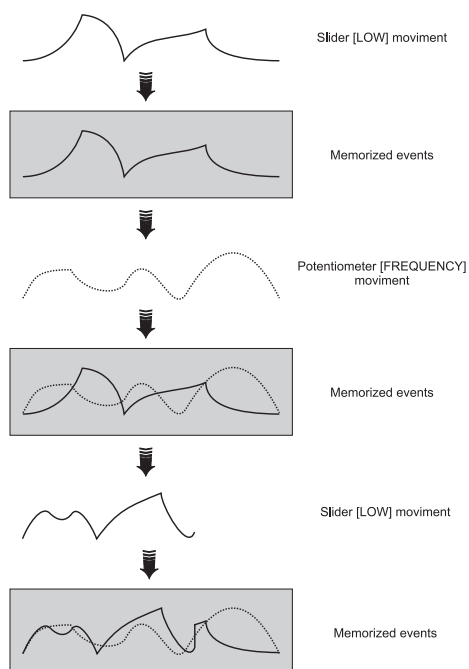 Slider [LOW] moviment
Memorized events
Potentiometer [FREQUENCY]
moviment
Memorized events
Slider [LOW] moviment
Memorized events